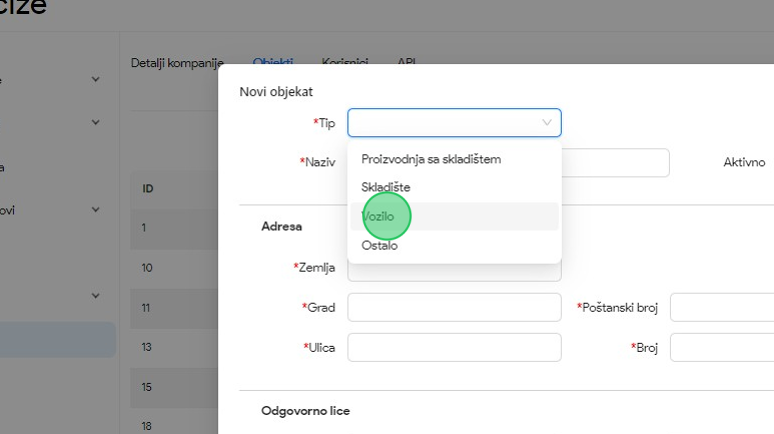 cize
Detalji kompanije Objekti Korisnici API
Novi objekat
*Tip
Proizvodnja sa skladištem
*Naziv
Aktivno
Skladište
ID
ovi
Vozilo
1
Adresa
Ostalo
10
*Zemlja
11
*Grad
*Poštanski broj
13
*Ulica
*Broj
15
Odgovorno lice
18